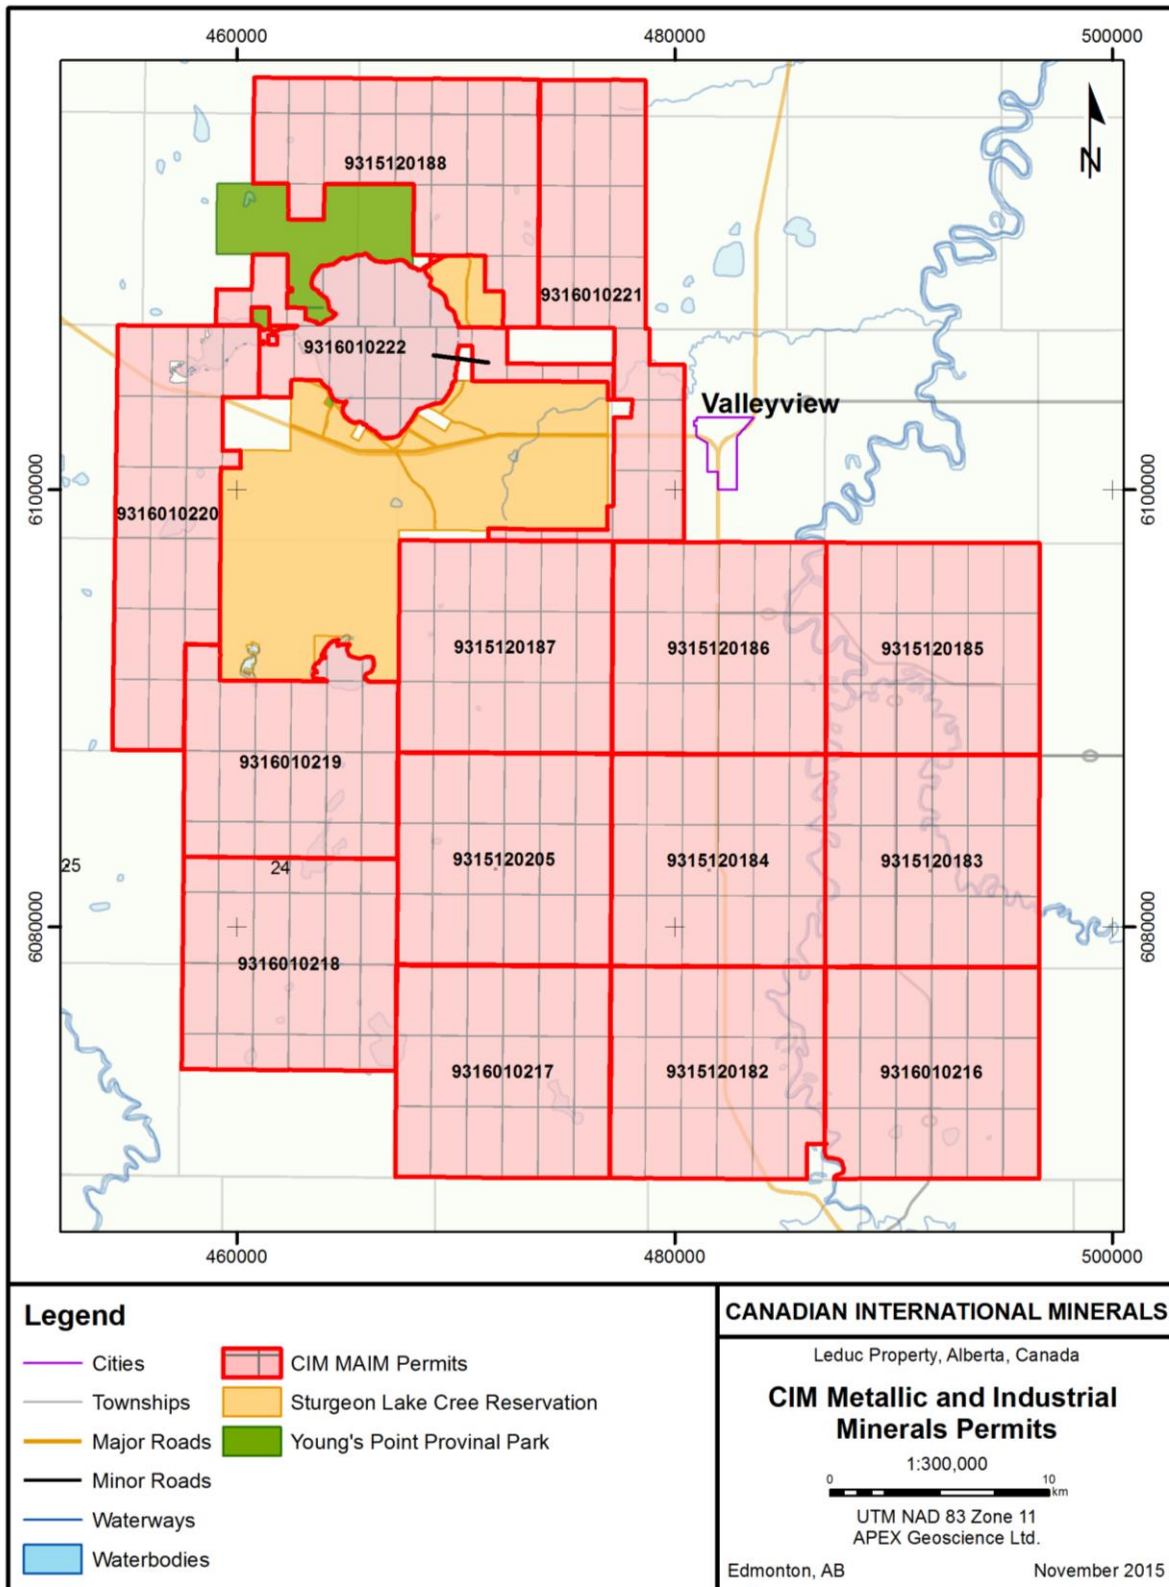 460000
480000
500000
N
9315120188
9316010221
9316010222
Valleyview
6100000
6100000
9316010220
9315120187
9315120186
9315120185
9316010219
25
24
9315120205
9315120184
9315120183
6080000
6080000
9316010218
9316010217
9315120182
9316010216
460000
480000
500000
Legend
Cities
Townships
Major Roads
Minor Roads
Waterways
Waterbodies
CIM MAIM Permits
Sturgeon Lake Cree Reservation
Young's Point Provinal Park
CANADIAN INTERNATIONAL MINERALS
Leduc Property, Alberta, Canada
CIM Metallic and Industrial
Minerals Permits
1:300,000
0 10
km
UTM NAD 83 Zone 11
APEX Geoscience Ltd.
Edmonton, AB November 2015